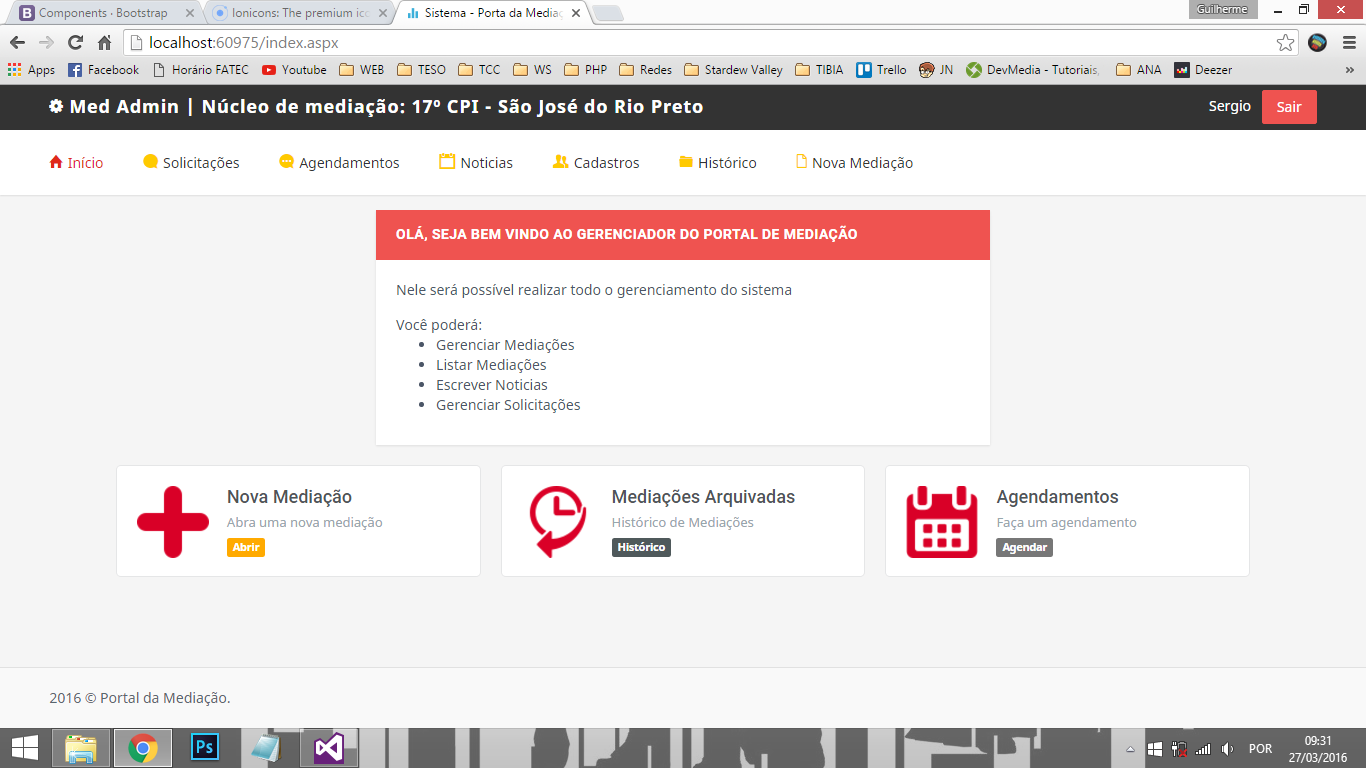 Components · Bootstrap
Ionicons: The premium ico
Sistema - Porta da Mediaç
Guilherme
localhost:60975/index.aspx
Apps Facebook Horário FATEC Youtube WEB TESO TCC WS PHP Redes Stardew Valley TIBIA Trello JN DevMedia - Tutoriais, ANA Deezer »
Med Admin | Núcleo de mediação: 17º CPI - São José do Rio Preto
Sergio
Sair
Início Solicitações Agendamentos Noticias Cadastros Histórico Nova Mediação
OLÁ, SEJA BEM VINDO AO GERENCIADOR DO PORTAL DE MEDIAÇÃO
Nele será possível realizar todo o gerenciamento do sistema
Você poderá:
Gerenciar Mediações
Listar Mediações
Escrever Noticias
Gerenciar Solicitações
Nova Mediação
Abra uma nova mediação
Abrir
Mediações Arquivadas
Histórico de Mediações
Histórico
Agendamentos
Faça um agendamento
Agendar
2016 © Portal da Mediação.
Ps
POR
09:31
27/03/2016